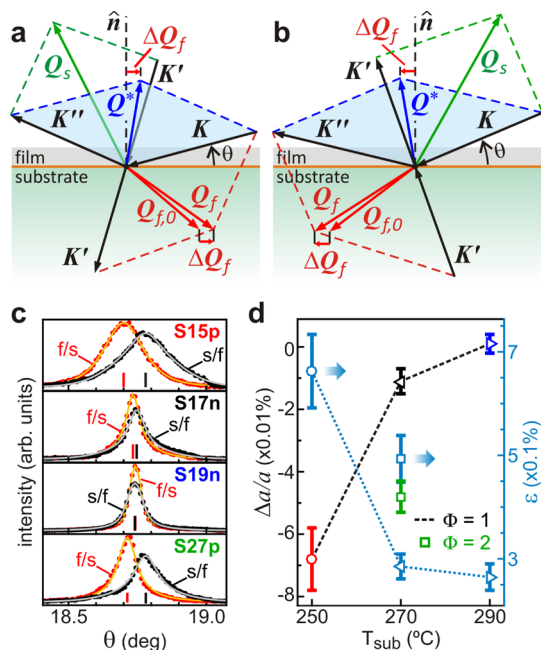 a
n̂
ΔQf
Qs
K'
Q*
K''
K
θ
film
substrate
Qf
Qf,0
K'
ΔQf
b
n̂
ΔQf
K'
Qs
Q*
K''
K
θ
film
substrate
Qf
Qf,0
ΔQf
K'
c
S15p
f/s
s/f
S17n
f/s
s/f
S19n
f/s
s/f
S27p
f/s
s/f
intensity (arb. units)
18.5 19.0
θ (deg)
d
0
-2
-4
-6
-8
Δa/a (x0.01%)
7
5
3
ε (x0.1%)
Φ = 1
Φ = 2
250 270 290
Tsub (ºC)